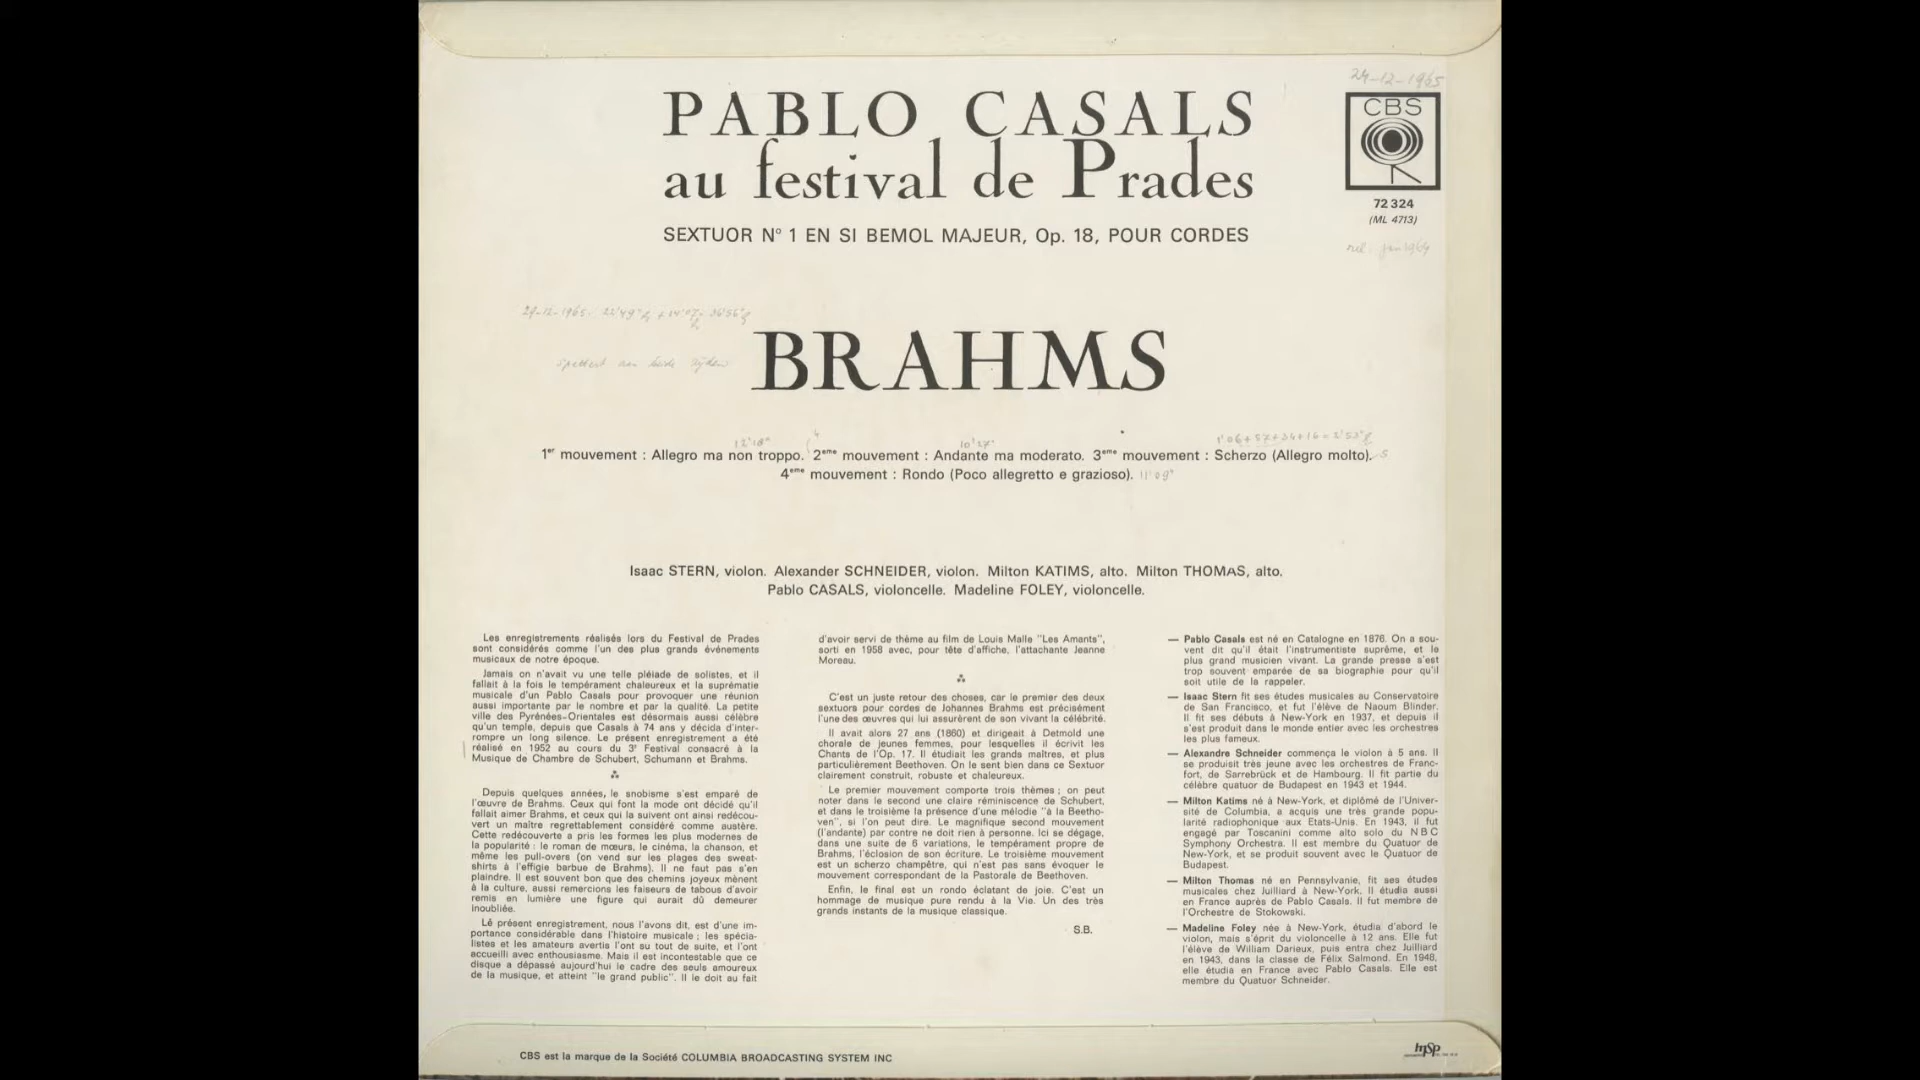 24-12-1965
PABLO CASALS
au festival de Prades
CBS
72 324
(ML 4713)
SEXTUOR N° 1 EN SI BEMOL MAJEUR, Op. 18, POUR CORDES
BRAHMS
12'18"
10'27"
1'06+57+34+16=2'53"
1er mouvement : Allegro ma non troppo. 2eme mouvement : Andante ma moderato. 3eme mouvement : Scherzo (Allegro molto).
4eme mouvement : Rondo (Poco allegretto e grazioso). 11'09"
Isaac STERN, violon. Alexander SCHNEIDER, violon. Milton KATIMS, alto. Milton THOMAS, alto.
Pablo CASALS, violoncelle. Madeline FOLEY, violoncelle.
Les enregistrements réalisés lors du Festival de Prades
sont considérés comme l'un des plus grands événements
musicaux de notre époque.
Jamais on n'avait vu une telle pléiade de solistes, et il
fallait à la fois le tempérament chaleureux et la suprématie
musicale d'un Pablo Casals pour provoquer une réunion
aussi importante par le nombre et par la qualité. La petite
ville des Pyrénées-Orientales est désormais aussi célèbre
qu'un temple, depuis que Casals à 74 ans y décida d'inter-
rompre un long silence. Le présent enregistrement a été
réalisé en 1952 au cours du 3e Festival consacré à la
Musique de Chambre de Schubert, Schumann et Brahms.
Depuis quelques années, le snobisme s'est emparé de
l'œuvre de Brahms. Ceux qui font la mode ont décidé qu'il
fallait aimer Brahms, et ceux qui la suivent ont ainsi redécou-
vert un maître regrettablement considéré comme austère.
Cette redécouverte a pris les formes les plus modernes de
la popularité : le roman de mœurs, le cinéma, la chanson, et
même les pull-overs (on vend sur les plages des sweat-
shirts à l'effigie barbue de Brahms). Il ne faut pas s'en
plaindre. Il est souvent bon que des chemins joyeux mènent
à la culture, aussi remercions les faiseurs de tabous d'avoir
remis en lumière une figure qui aurait dû demeurer
inoubliée.
Lé présent enregistrement, nous l'avons dit, est d'une im-
portance considérable dans l'histoire musicale ; les spécia-
listes et les amateurs avertis l'ont su tout de suite, et l'ont
accueilli avec enthousiasme. Mais il est incontestable que ce
disque a dépassé aujourd'hui le cadre des seuls amoureux
de la musique, et atteint "le grand public". Il le doit au fait
d'avoir servi de thème au film de Louis Malle "Les Amants",
sorti en 1958 avec, pour tête d'affiche, l'attachante Jeanne
Moreau.
C'est un juste retour des choses, car le premier des deux
sextuors pour cordes de Johannes Brahms est précisément
l'une des œuvres qui lui assurèrent de son vivant la célébrité.
Il avait alors 27 ans (1860) et dirigeait à Detmold une
chorale de jeunes femmes, pour lesquelles il écrivit les
Chants de l'Op. 17. Il étudiait les grands maîtres, et plus
particulièrement Beethoven. On le sent bien dans ce Sextuor
clairement construit, robuste et chaleureux.
Le premier mouvement comporte trois thèmes ; on peut
noter dans le second une claire réminiscence de Schubert,
et dans le troisième la présence d'une mélodie "à la Beetho-
ven", si l'on peut dire. Le magnifique second mouvement
(l'andante) par contre ne doit rien à personne. Ici se dégage,
dans une suite de 6 variations, le tempérament propre de
Brahms, l'éclosion de son écriture. Le troisième mouvement
est un scherzo champêtre, qui n'est pas sans évoquer le
mouvement correspondant de la Pastorale de Beethoven.
Enfin, le final est un rondo éclatant de joie. C'est un
hommage de musique pure rendu à la Vie. Un des très
grands instants de la musique classique.
S.B.
— Pablo Casals est né en Catalogne en 1876. On a sou-
vent dit qu'il était l'instrumentiste suprême, et le
plus grand musicien vivant. La grande presse s'est
trop souvent emparée de sa biographie pour qu'il
soit utile de la rappeler.
— Isaac Stern fit ses études musicales au Conservatoire
de San Francisco, et fut l'élève de Naoum Blinder.
Il fit ses débuts à New-York en 1937, et depuis il
s'est produit dans le monde entier avec les orchestres
les plus fameux.
— Alexandre Schneider commença le violon à 5 ans. Il
se produisit très jeune avec les orchestres de Franc-
fort, de Sarrebrück et de Hambourg. Il fit partie du
célèbre quatuor de Budapest en 1943 et 1944.
— Milton Katims né à New-York, et diplômé de l'Univer-
sité de Columbia, a acquis une très grande popu-
larité radiophonique aux Etats-Unis. En 1943, il fut
engagé par Toscanini comme alto solo du NBC
Symphony Orchestra. Il est membre du Quatuor de
New-York, et se produit souvent avec le Quatuor de
Budapest.
— Milton Thomas né en Pennsylvanie, fit ses études
musicales chez Juilliard à New-York. Il étudia aussi
en France auprès de Pablo Casals. Il fut membre de
l'Orchestre de Stokowski.
— Madeline Foley née à New-York, étudia d'abord le
violon, mais s'éprit du violoncelle à 12 ans. Elle fut
l'élève de William Darieux, puis entra chez Juilliard
en 1943, dans la classe de Félix Salmond. En 1948,
elle étudia en France avec Pablo Casals. Elle est
membre du Quatuor Schneider.
CBS est la marque de la Société COLUMBIA BROADCASTING SYSTEM INC